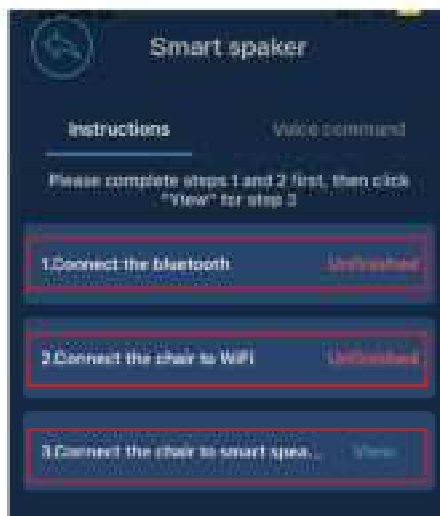 Smart spaker
Instructions
Voice command
Please complete steps 1 and 2 first, then click
"View" for step 3
1.Connect the bluetooth
Unfinished
2.Connect the chair to WiFi
Unfinished
3.Connect the chair to smart spea...
View